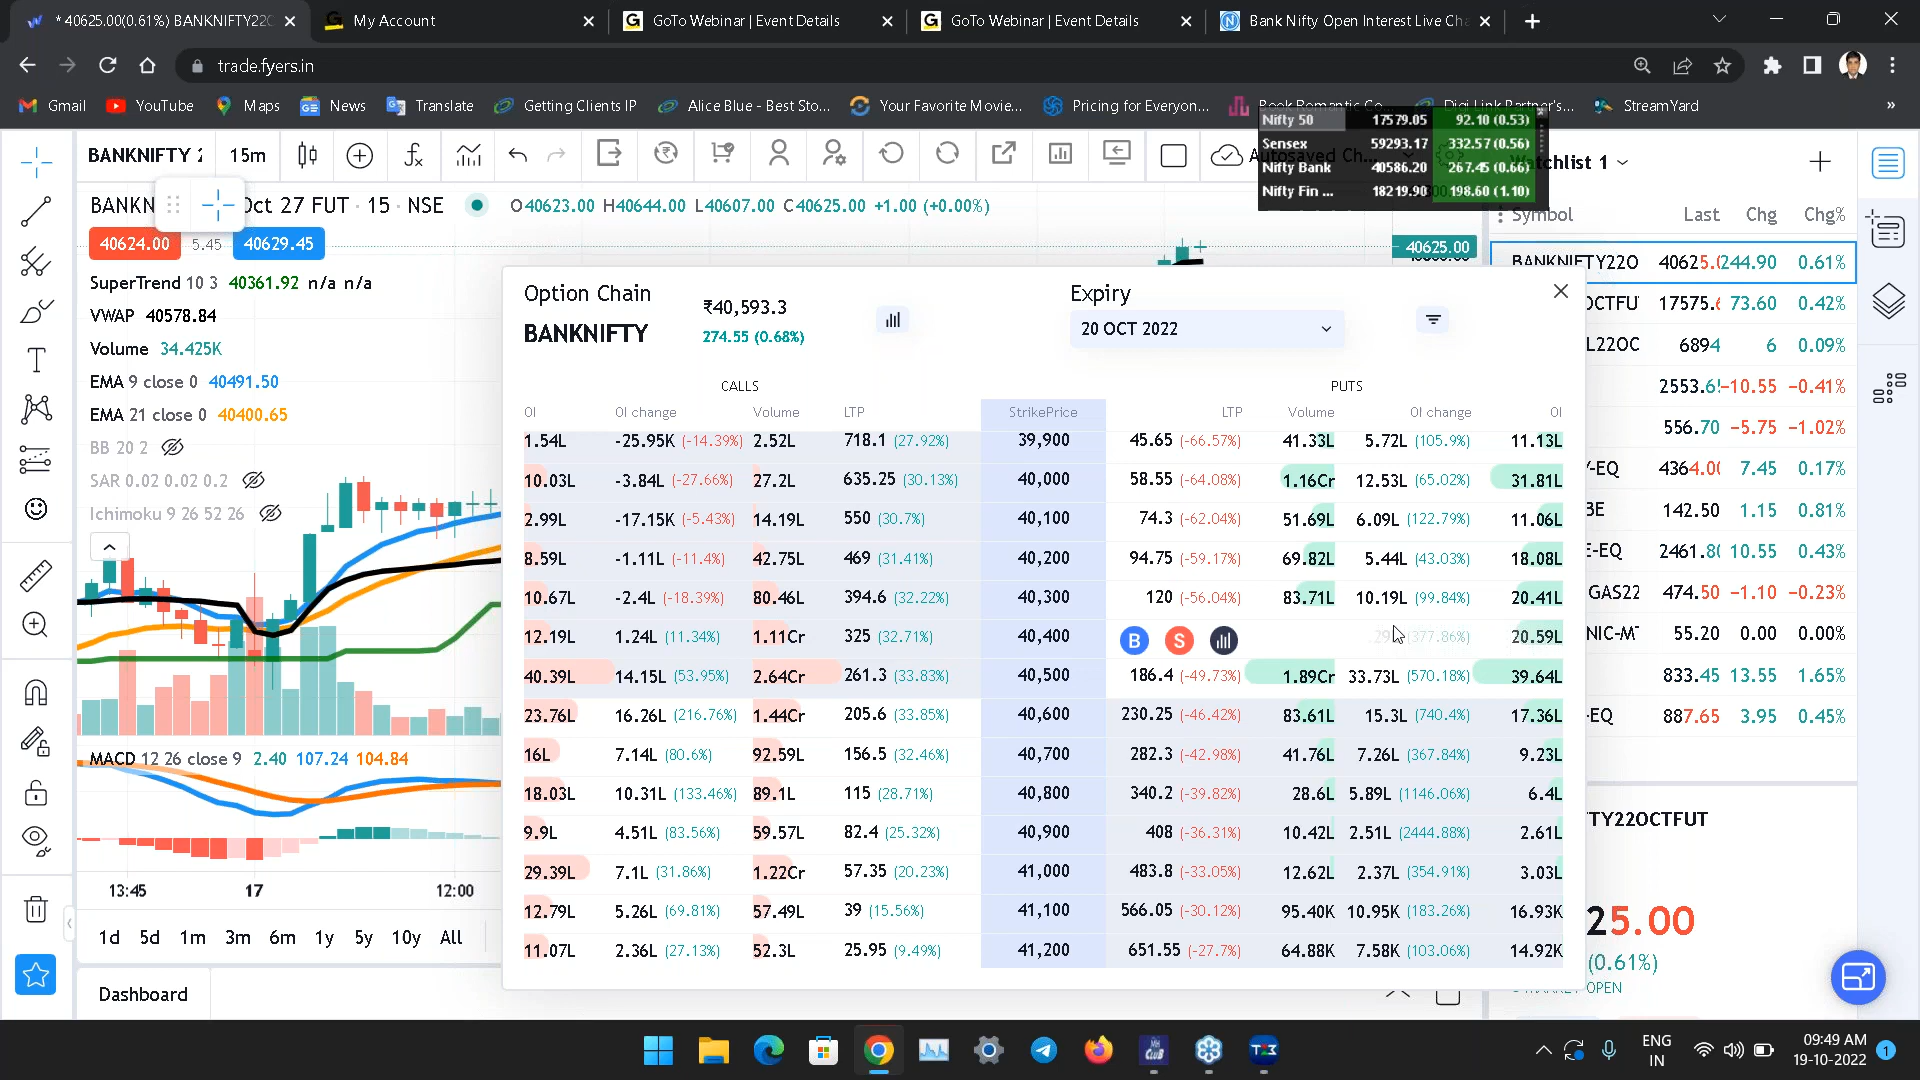 * 40625.00(0.61%) BANKNIFTY22O
My Account
GoTo Webinar | Event Details
GoTo Webinar | Event Details
Bank Nifty Open Interest Live Cha
trade.fyers.in
Gmail YouTube Maps News Translate Getting Clients IP Alice Blue - Best Sto... Your Favorite Movie... Pricing for Everyon... Book Romantic Co... Digi Link Partner's... StreamYard »
Nifty 50 17579.05 92.10 (0.53)
Sensex 59293.17 332.57 (0.56)
Nifty Bank 40586.20 267.45 (0.66)
Nifty Fin ... 18219.90 198.60 (1.10)
BANKNIFTY 2 15m Autosaved Ch...
BANKN Oct 27 FUT · 15 · NSE O40623.00 H40644.00 L40607.00 C40625.00 +1.00 (+0.00%)
40624.00 5.45 40629.45
SuperTrend 10 3 40361.92 n/a n/a
VWAP 40578.84
Volume 34.425K
EMA 9 close 0 40491.50
EMA 21 close 0 40400.65
BB 20 2
SAR 0.02 0.02 0.2
Ichimoku 9 26 52 26
MACD 12 26 close 9 2.40 107.24 104.84
13:45 17 12:00
1d 5d 1m 3m 6m 1y 5y 10y All
Dashboard
40625.00
Option Chain
BANKNIFTY
₹40,593.3
274.55 (0.68%)
Expiry
20 OCT 2022
CALLS PUTS
OI OI change Volume LTP StrikePrice LTP Volume OI change OI
1.54L -25.95K (-14.39%) 2.52L 718.1 (27.92%) 39,900 45.65 (-66.57%) 41.33L 5.72L (105.9%) 11.13L
10.03L -3.84L (-27.66%) 27.2L 635.25 (30.13%) 40,000 58.55 (-64.08%) 1.16Cr 12.53L (65.02%) 31.81L
2.99L -17.15K (-5.43%) 14.19L 550 (30.7%) 40,100 74.3 (-62.04%) 51.69L 6.09L (122.79%) 11.06L
8.59L -1.11L (-11.4%) 42.75L 469 (31.41%) 40,200 94.75 (-59.17%) 69.82L 5.44L (43.03%) 18.08L
10.67L -2.4L (-18.39%) 80.46L 394.6 (32.22%) 40,300 120 (-56.04%) 83.71L 10.19L (99.84%) 20.41L
12.19L 1.24L (11.34%) 1.11Cr 325 (32.71%) 40,400 B S (377.86%) 20.59L
40.39L 14.15L (53.95%) 2.64Cr 261.3 (33.83%) 40,500 186.4 (-49.73%) 1.89Cr 33.73L (570.18%) 39.64L
23.76L 16.26L (216.76%) 1.44Cr 205.6 (33.85%) 40,600 230.25 (-46.42%) 83.61L 15.3L (740.4%) 17.36L
16L 7.14L (80.6%) 92.59L 156.5 (32.46%) 40,700 282.3 (-42.98%) 41.76L 7.26L (367.84%) 9.23L
18.03L 10.31L (133.46%) 89.1L 115 (28.71%) 40,800 340.2 (-39.82%) 28.6L 5.89L (1146.06%) 6.4L
9.9L 4.51L (83.56%) 59.57L 82.4 (25.32%) 40,900 408 (-36.31%) 10.42L 2.51L (2444.88%) 2.61L
29.39L 7.1L (31.86%) 1.22Cr 57.35 (20.23%) 41,000 483.8 (-33.05%) 12.62L 2.37L (354.91%) 3.03L
12.79L 5.26L (69.81%) 57.49L 39 (15.56%) 41,100 566.05 (-30.12%) 95.40K 10.95K (183.26%) 16.93K
11.07L 2.36L (27.13%) 52.3L 25.95 (9.49%) 41,200 651.55 (-27.7%) 64.88K 7.58K (103.06%) 14.92K
Watchlist 1
Symbol Last Chg Chg%
BANKNIFTY22O 40625.0 244.90 0.61%
OCTFU 17575.6 73.60 0.42%
L22OC 6894 6 0.09%
2553.65 -10.55 -0.41%
556.70 -5.75 -1.02%
Y-EQ 4364.00 7.45 0.17%
BE 142.50 1.15 0.81%
E-EQ 2461.80 10.55 0.43%
GAS22 474.50 -1.10 -0.23%
NIC-MT 55.20 0.00 0.00%
833.45 13.55 1.65%
-EQ 887.65 3.95 0.45%
TY22OCTFUT
25.00
(0.61%)
OPEN
ENG
IN
09:49 AM
19-10-2022
1